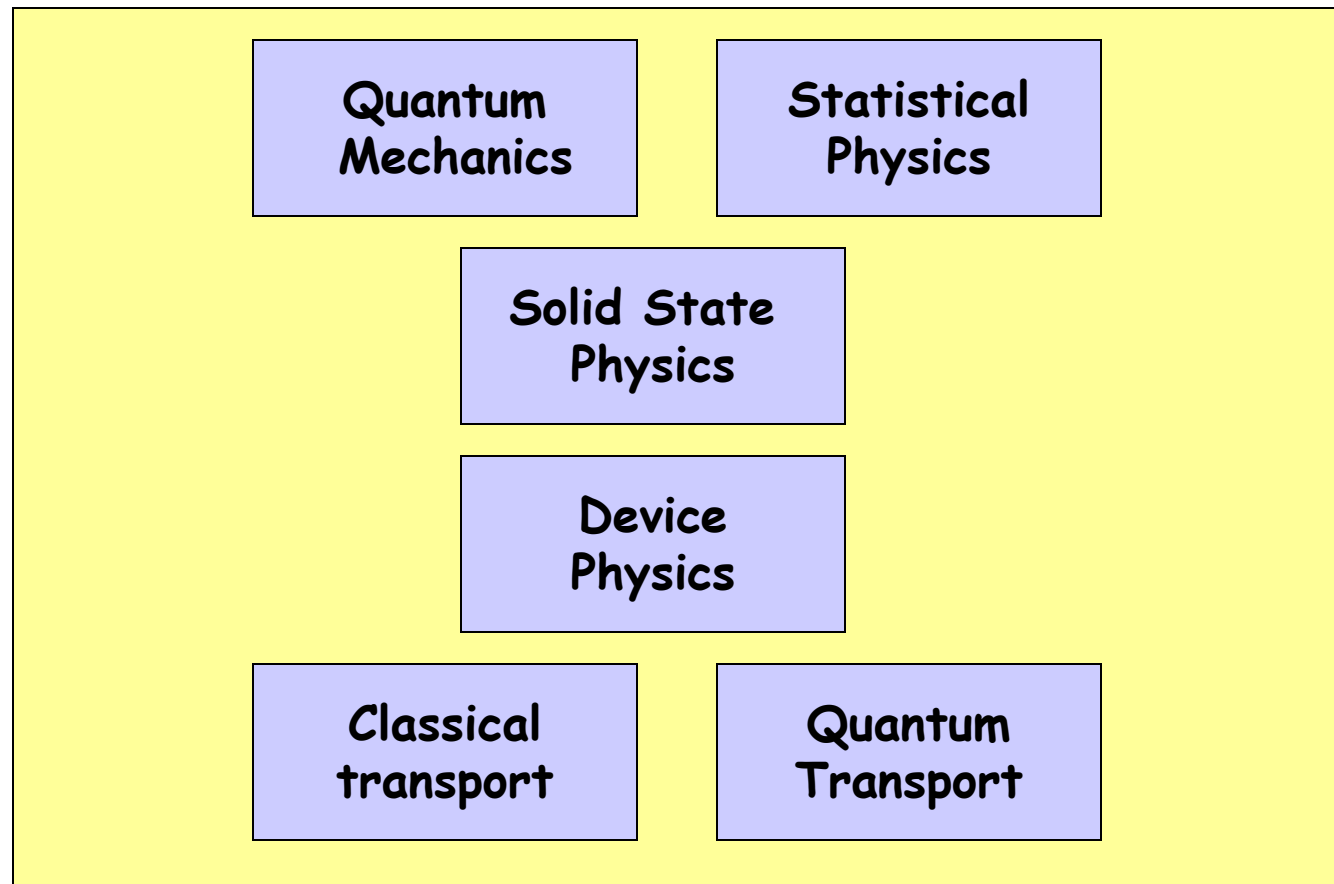 Quantum
Mechanics
Statistical
Physics
Solid State
Physics
Device
Physics
Classical
transport
Quantum
Transport